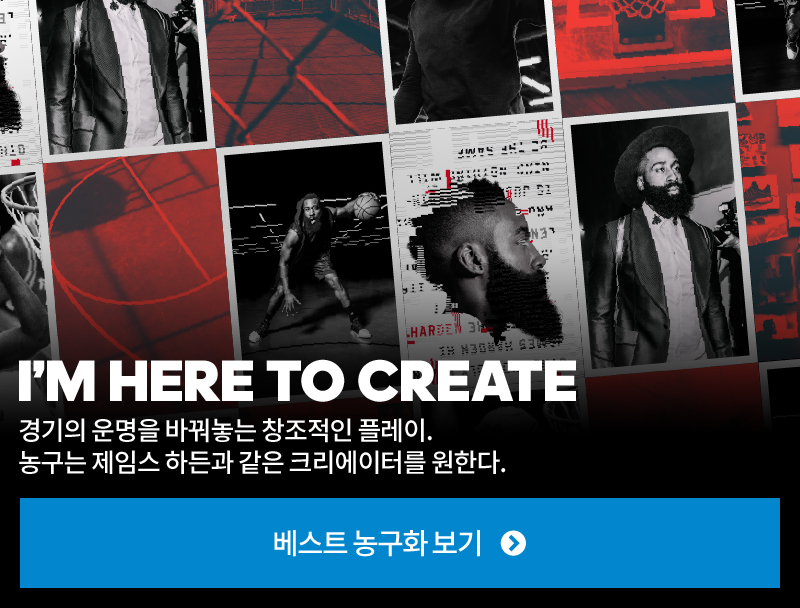 HARDEN
I'M HERE TO CREATE
경기의 운명을 바꿔놓는 창조적인 플레이.
농구는 제임스 하든과 같은 크리에이터를 원한다.
베스트 농구화 보기